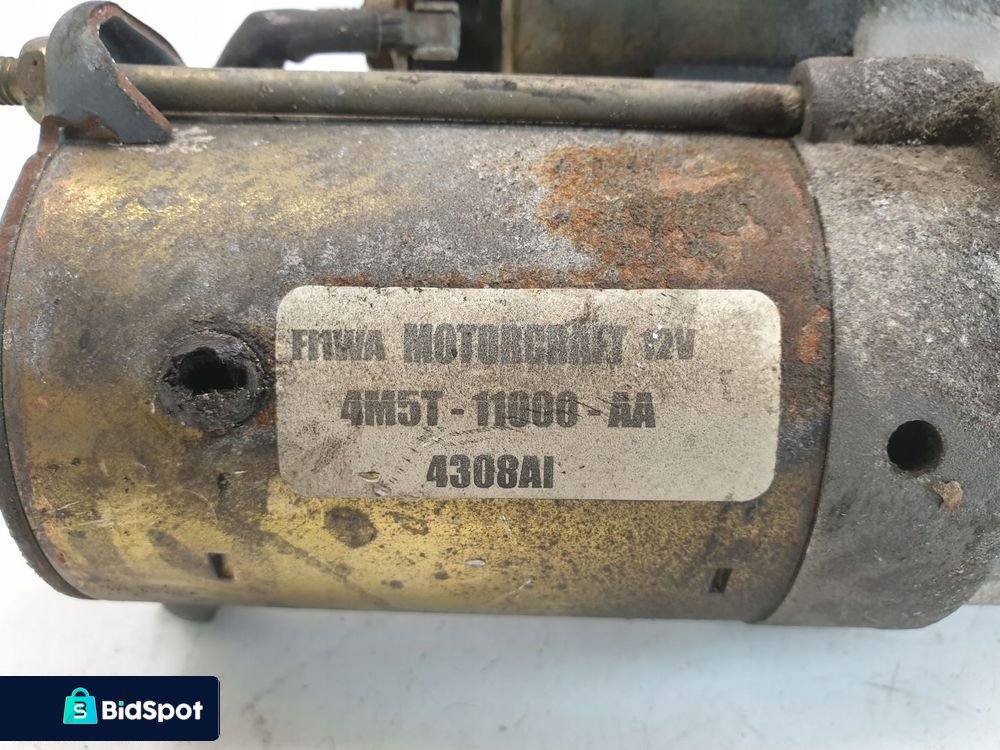 MOTORCRAFT 12V
4M5T - 11000 - AA
4308AI
BidSpot